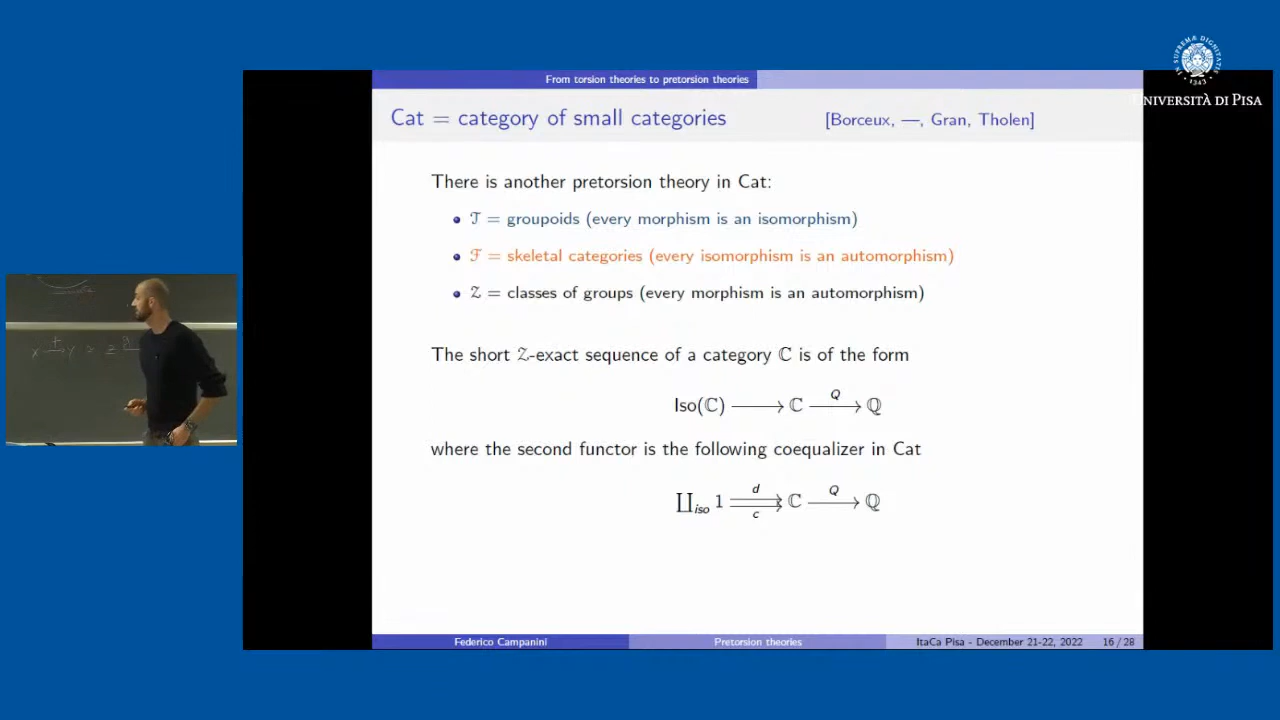 From torsion theories to pretorsion theories
Cat = category of small categories [Borceux, —, Gran, Tholen]
There is another pretorsion theory in Cat:
• 𝒯 = groupoids (every morphism is an isomorphism)
• ℱ = skeletal categories (every isomorphism is an automorphism)
• 𝒵 = classes of groups (every morphism is an automorphism)
The short 𝒵-exact sequence of a category ℂ is of the form
Iso(ℂ) ⟶ ℂ ⟶ ℚ
Q
where the second functor is the following coequalizer in Cat
d Q
∐iso 1 ⇉ ℂ ⟶ ℚ
c
Federico Campanini Pretorsion theories ItaCa Pisa - December 21-22, 2022 16 / 28
1343
UNIVERSITÀ DI PISA